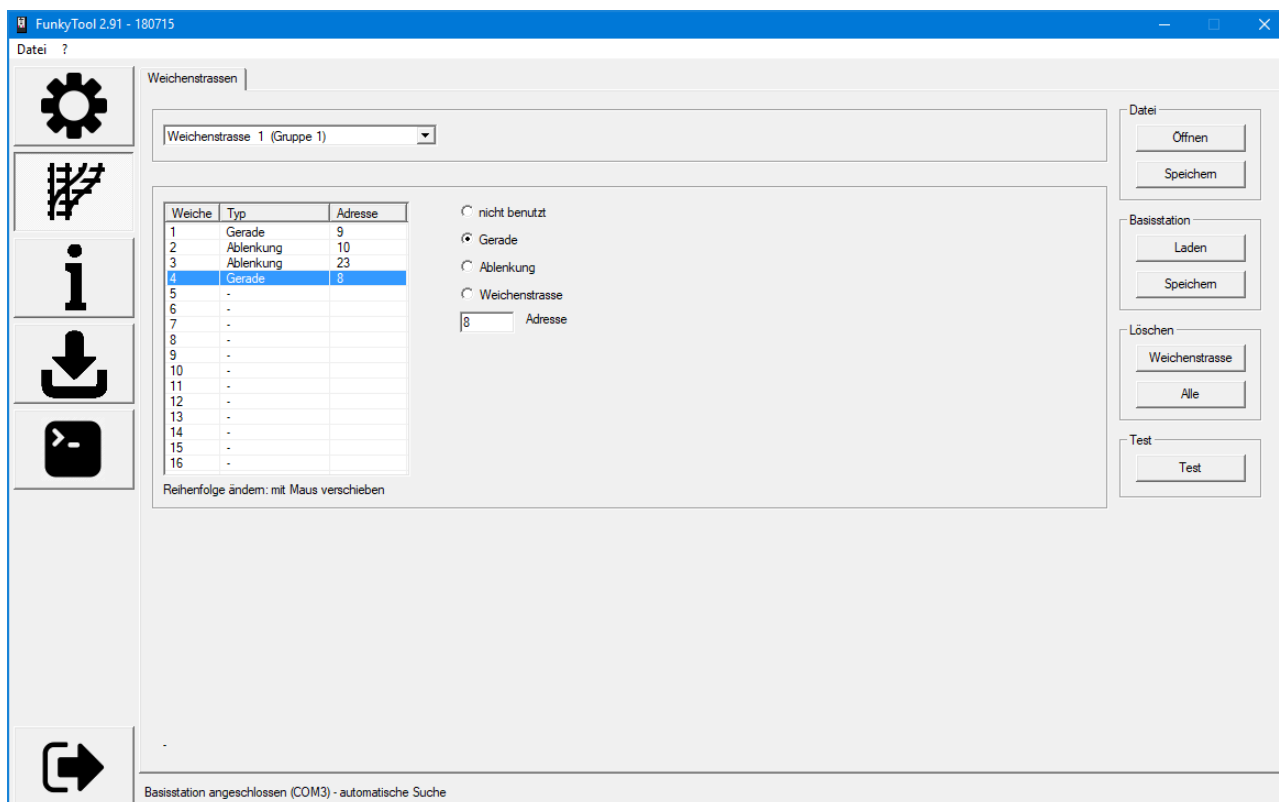 FunkyTool 2.91 - 180715
Datei ?
Weichenstrassen
Weichenstrasse 1 (Gruppe 1)
Weiche Typ Adresse
1 Gerade 9
2 Ablenkung 10
3 Ablenkung 23
4 Gerade 8
5 -
6 -
7 -
8 -
9 -
10 -
11 -
12 -
13 -
14 -
15 -
16 -
Reihenfolge ändern: mit Maus verschieben
nicht benutzt
Gerade
Ablenkung
Weichenstrasse
8 Adresse
Datei
Öffnen
Speichern
Basisstation
Laden
Speichern
Löschen
Weichenstrasse
Alle
Test
Test
-
Basisstation angeschlossen (COM3) - automatische Suche